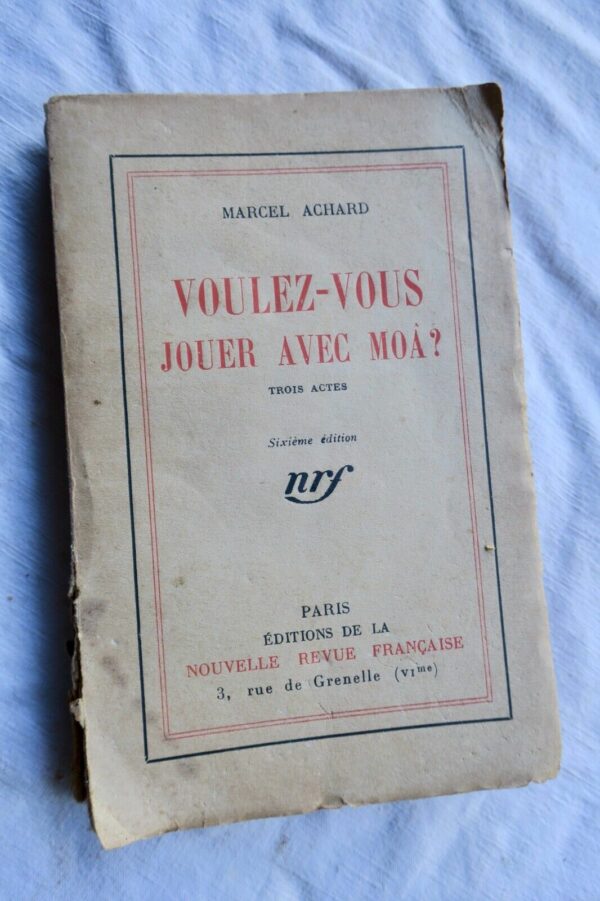 MARCEL ACHARD
VOULEZ-VOUS
JOUER AVEC MOÂ?
TROIS ACTES
Sixième édition
nrf
PARIS
ÉDITIONS DE LA
NOUVELLE REVUE FRANÇAISE
3, rue de Grenelle (VIme)